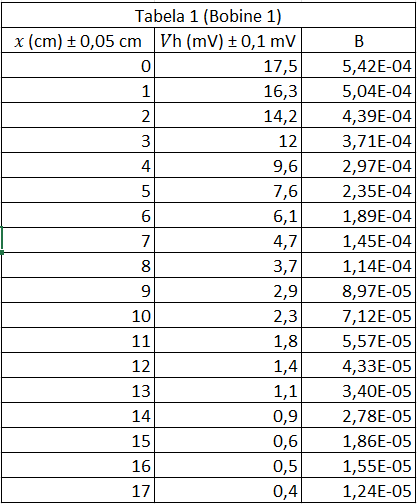 Tabela 1 (Bobine 1)
x (cm) ± 0,05 cm Vh (mV) ± 0,1 mV B
0 17,5 5,42E-04
1 16,3 5,04E-04
2 14,2 4,39E-04
3 12 3,71E-04
4 9,6 2,97E-04
5 7,6 2,35E-04
6 6,1 1,89E-04
7 4,7 1,45E-04
8 3,7 1,14E-04
9 2,9 8,97E-05
10 2,3 7,12E-05
11 1,8 5,57E-05
12 1,4 4,33E-05
13 1,1 3,40E-05
14 0,9 2,78E-05
15 0,6 1,86E-05
16 0,5 1,55E-05
17 0,4 1,24E-05